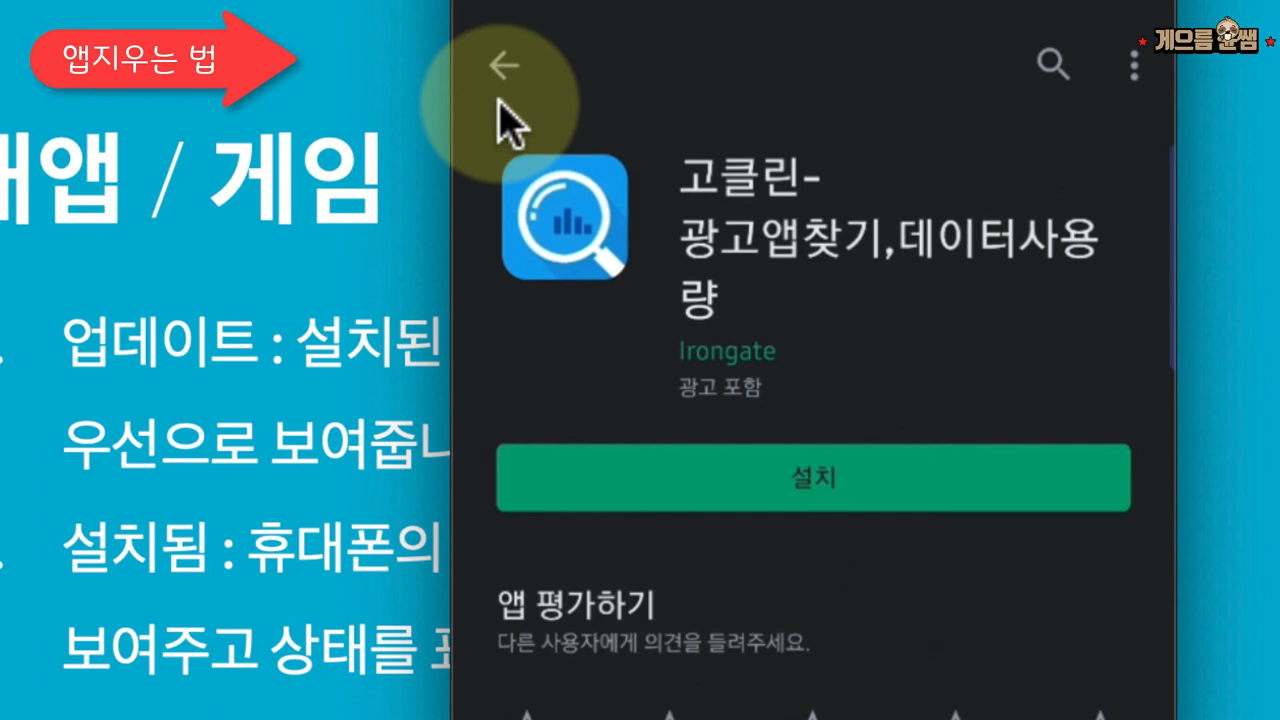 앱지우는 법
게으름 윤쌤
앱 / 게임
업데이트 : 설치된
우선으로 보여줍니
설치됨 : 휴대폰의
보여주고 상태를
고클린-
광고앱찾기,데이터사용
량
Irongate
광고 포함
설치
앱 평가하기
다른 사용자에게 의견을 들려주세요.